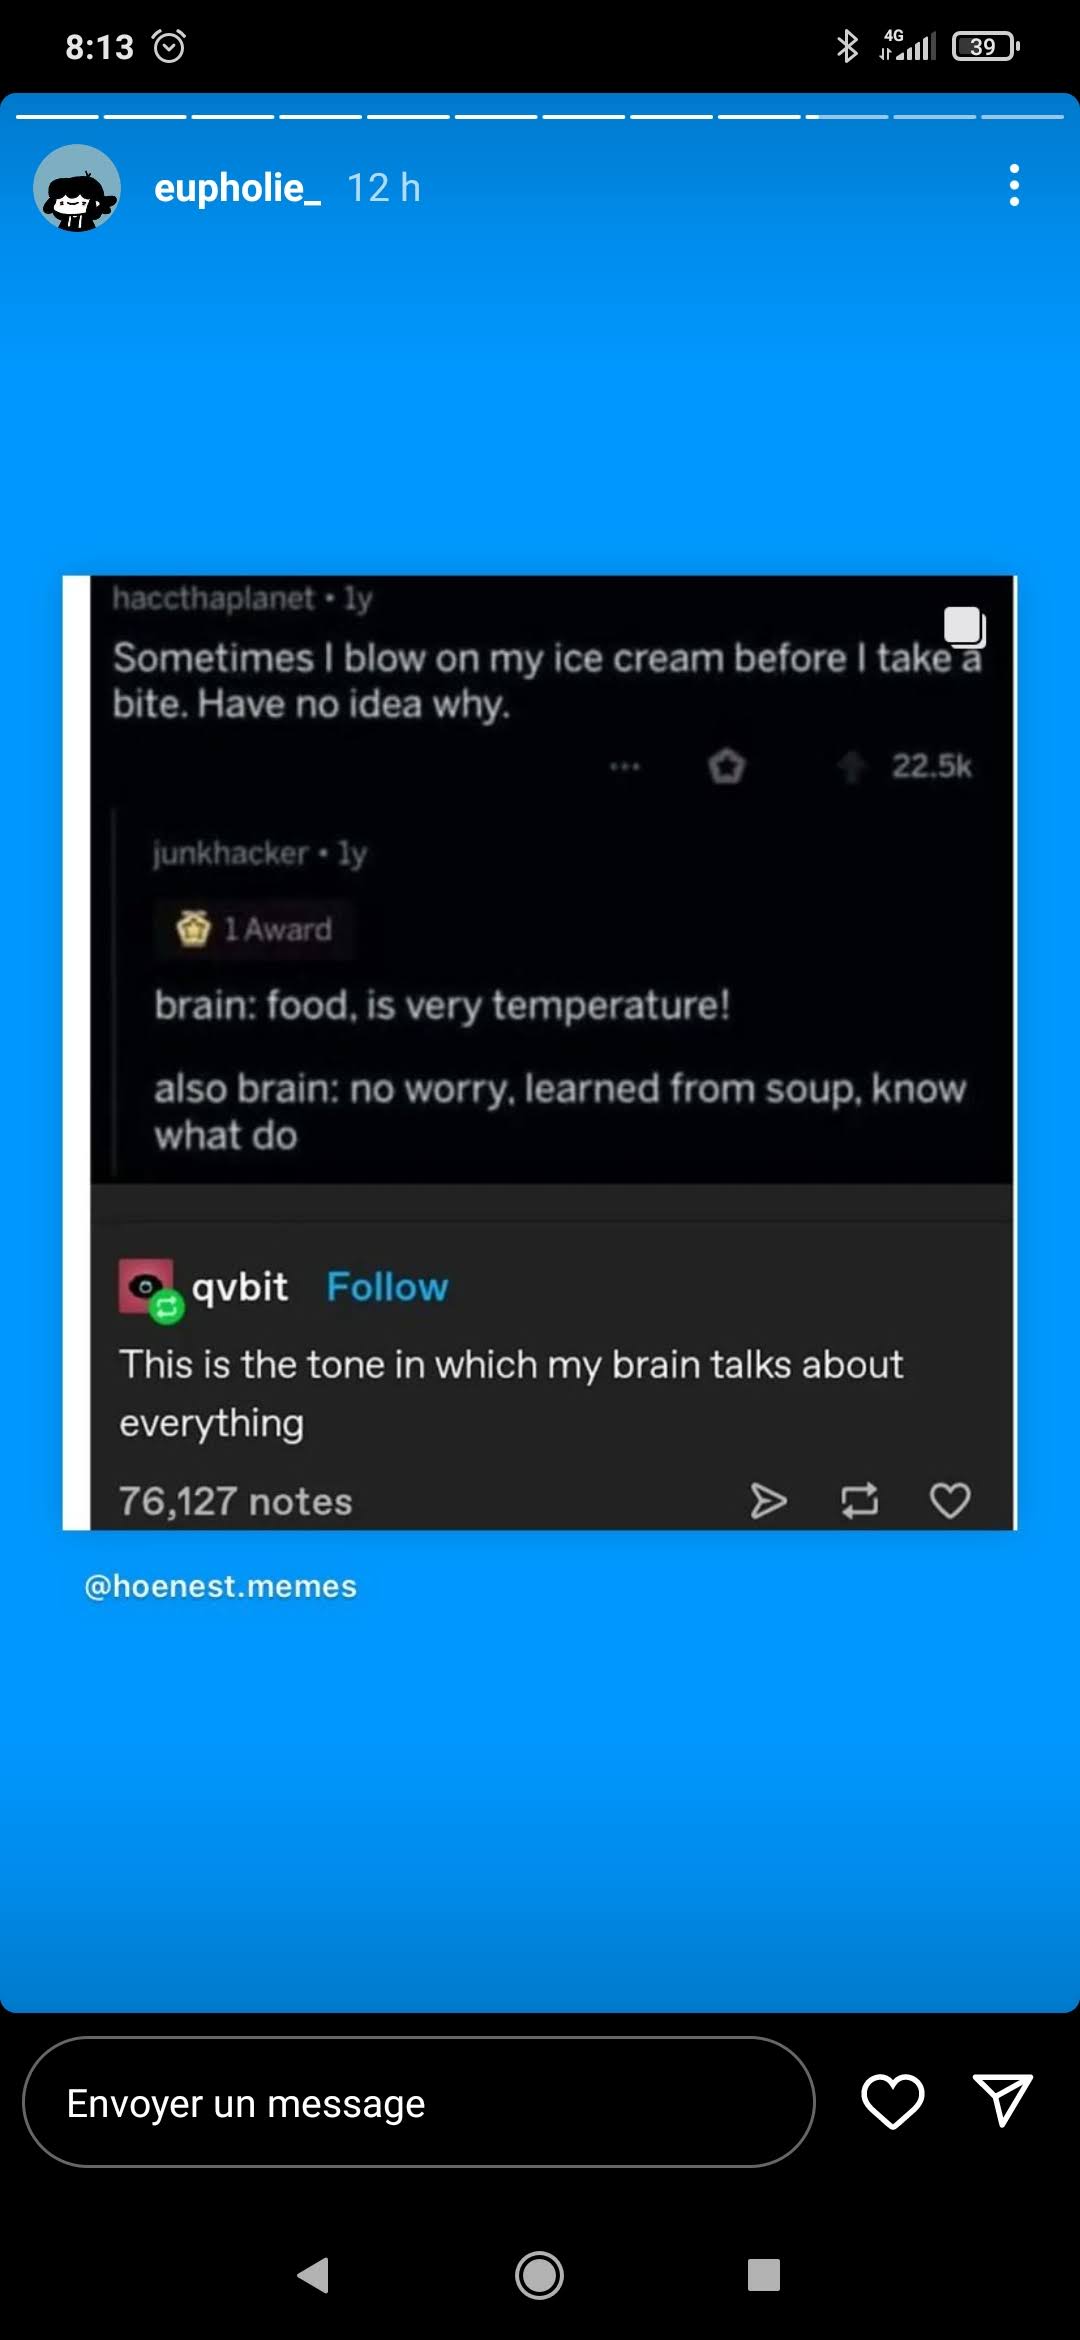 8:13
4G
39
eupholie_ 12 h
haccthaplanet • 1y
Sometimes I blow on my ice cream before I take a
bite. Have no idea why.
22.5k
junkhacker • 1y
1 Award
brain: food, is very temperature!
also brain: no worry, learned from soup, know
what do
qvbit Follow
This is the tone in which my brain talks about
everything
76,127 notes
@hoenest.memes
Envoyer un message